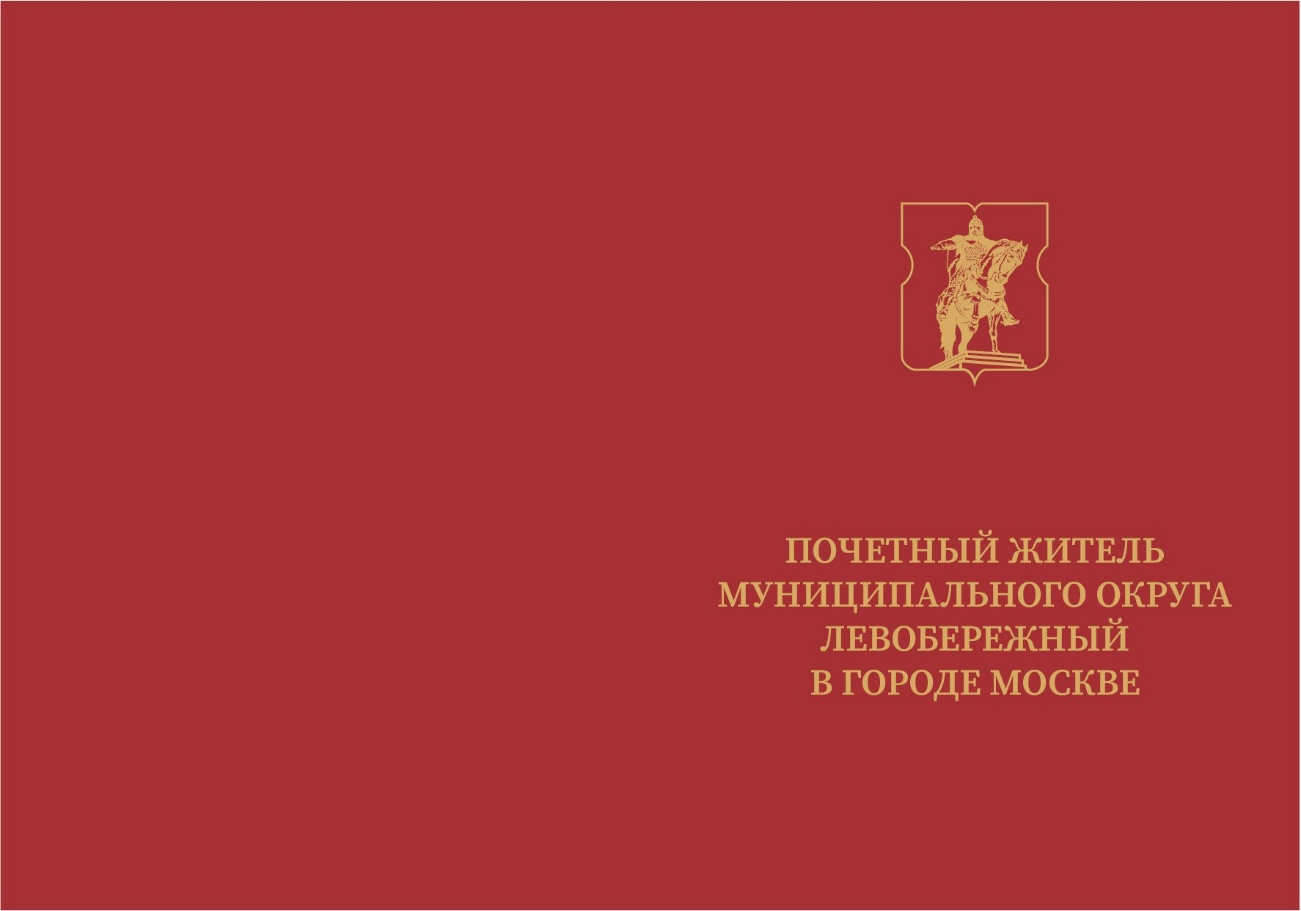 ПОЧЕТНЫЙ ЖИТЕЛЬ
МУНИЦИПАЛЬНОГО ОКРУГА
ЛЕВОБЕРЕЖНЫЙ
В ГОРОДЕ МОСКВЕ